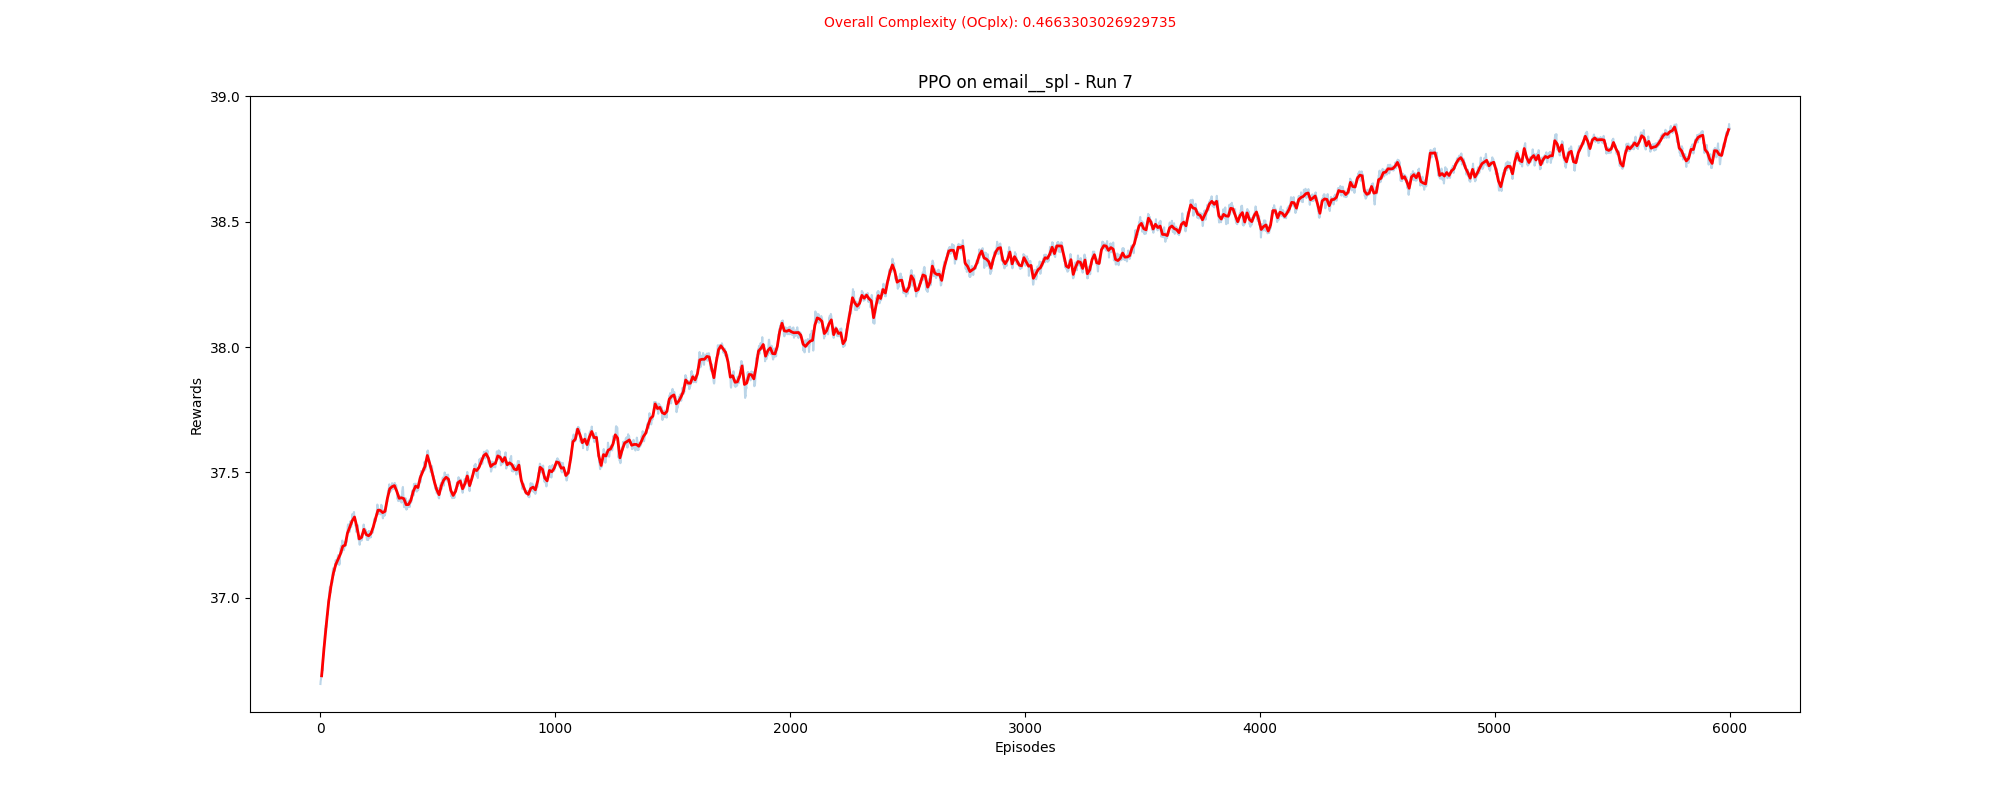 Overall Complexity (OCplx): 0.4663303026929735
PPO on email__spl - Run 7
39.0
38.5
38.0
37.5
37.0
Rewards
0 1000 2000 3000 4000 5000 6000
Episodes